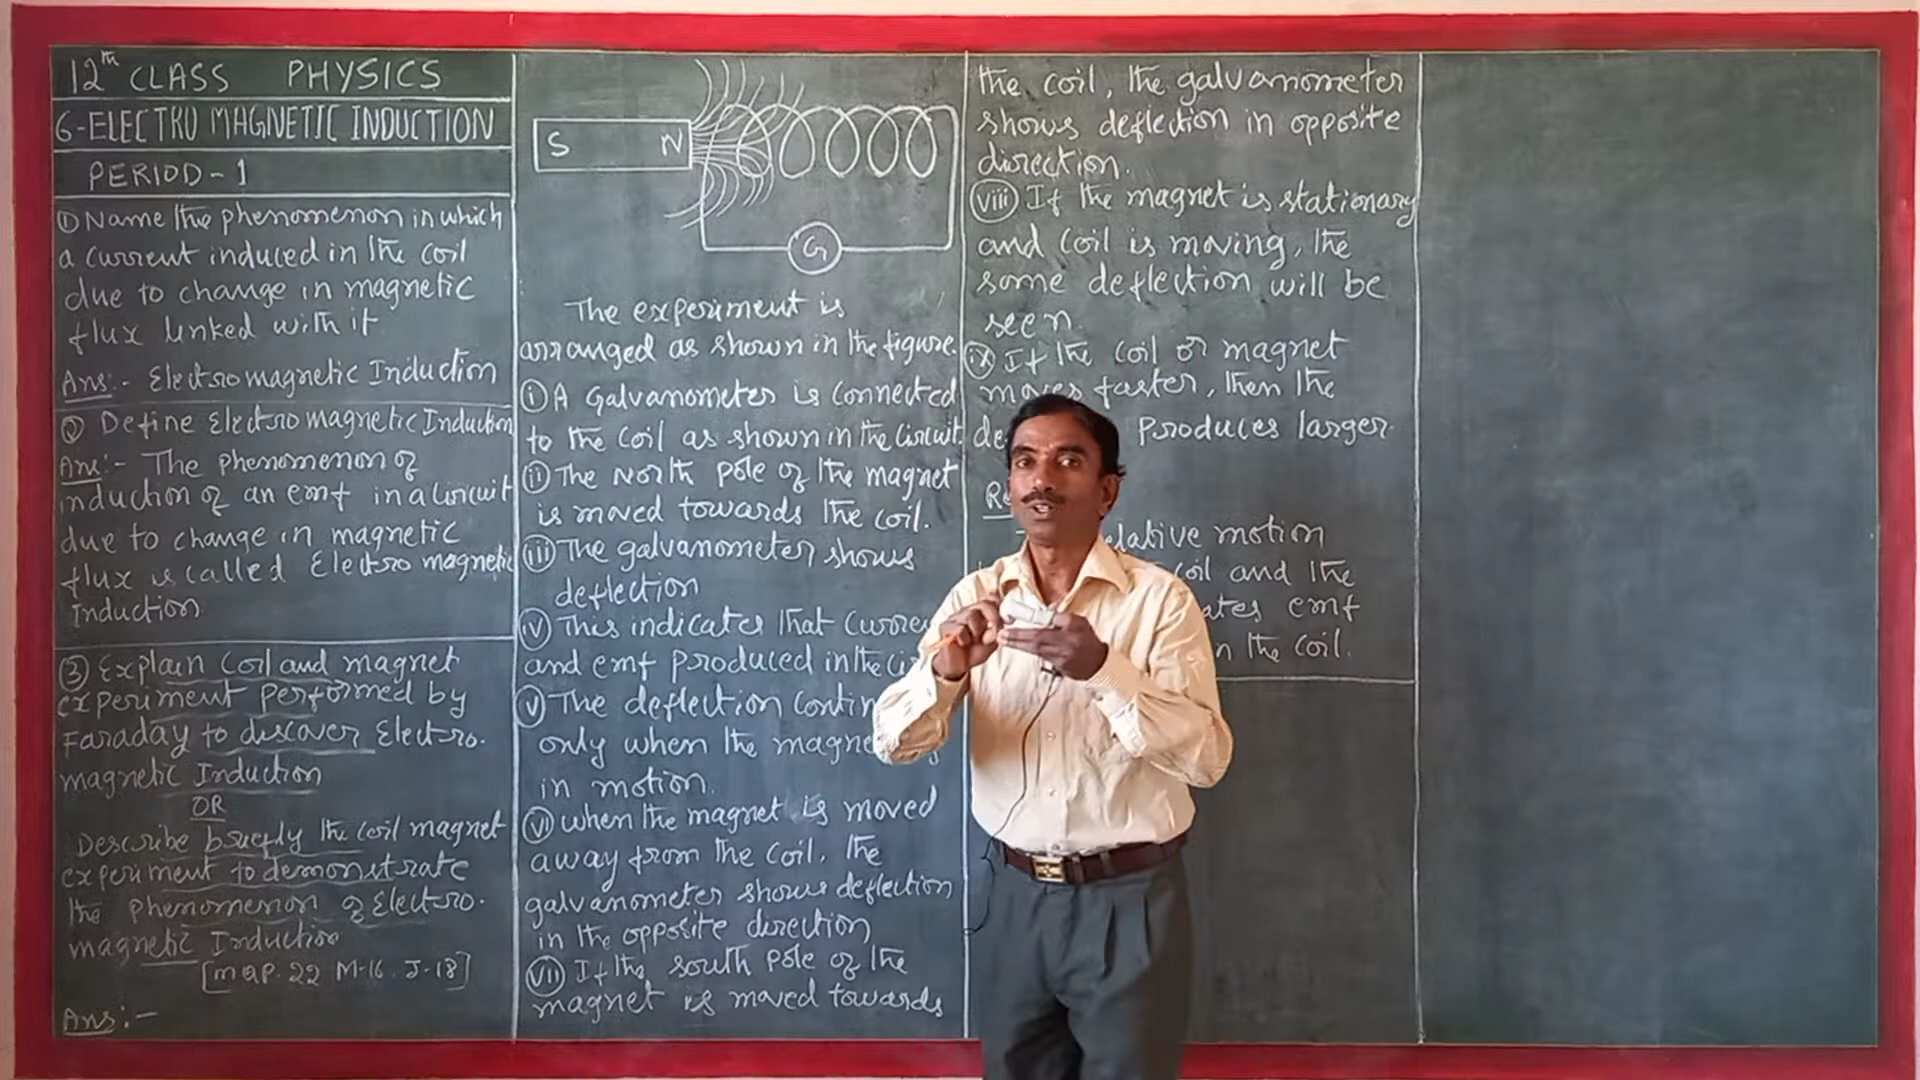 12th CLASS PHYSICS
6-ELECTRO MAGNETIC INDUCTION
PERIOD-1
① Name the phenomenon in which
a current induced in the coil
due to change in magnetic
flux linked with it
Ans:- Electromagnetic Induction
② Define Electromagnetic Induction
Ans:- The phenomenon of
induction of an emf in a circuit
due to change in magnetic
flux is called Electro magnetic
Induction
③ Explain Coil and magnet
experiment performed by
Faraday to discover Electro-
magnetic Induction
OR
Describe briefly the coil magnet
experiment to demonstrate
the phenomenon of Electro-
magnetic Induction
[map. 22 M-16. J-18]
Ans:-
S N
G
The experiment is
arranged as shown in the figure.
(i) A Galvanometer is connected
to the coil as shown in the circuit.
(ii) The North pole of the magnet
is moved towards the coil.
(iii) The galvanometer shows
deflection
(iv) This indicates that curre
and emf produced in the ci
(v) The deflection contin
only when the magne
in motion.
(vi) when the magnet is moved
away from the coil, the
galvanometer shows deflection
in the opposite direction
(vii) If the south pole of the
magnet is moved towards
the coil, the galvanometer
shows deflection in opposite
direction.
(viii) If the magnet is stationary
and coil is moving, the
same deflection will be
seen.
(ix) If the coil or magnet
moves faster, then the
de Produces larger
Re
elative motion
oil and the
ates emf
n the coil.